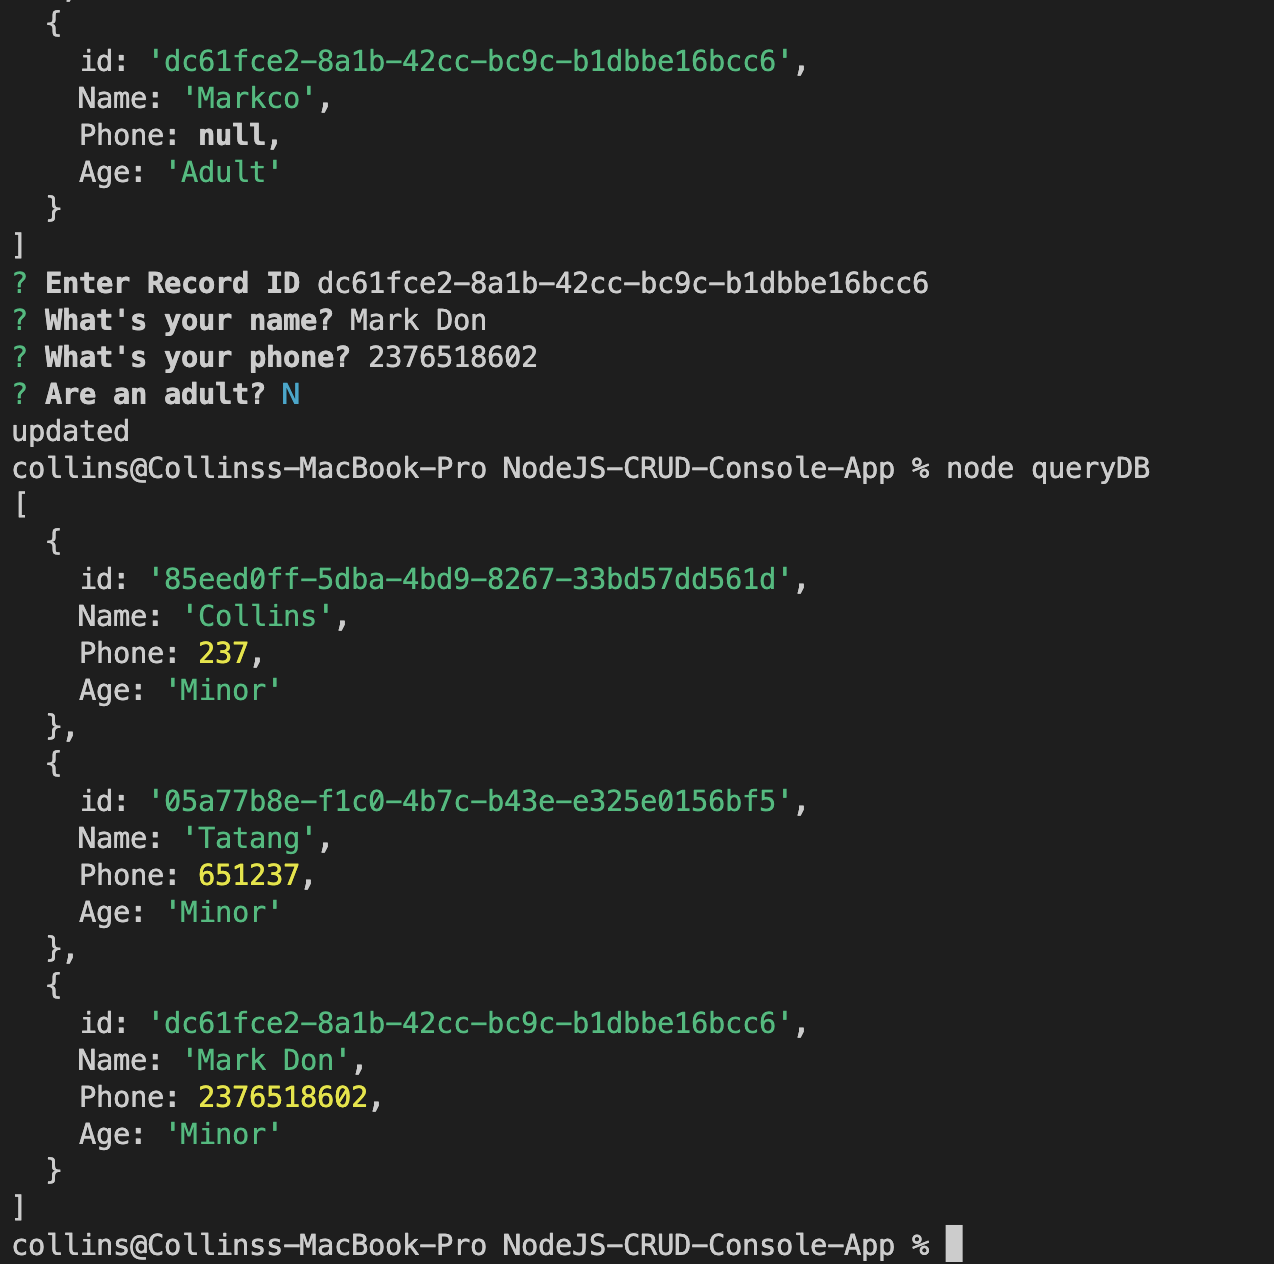 {
id: 'dc61fce2-8a1b-42cc-bc9c-b1dbbe16bcc6',
Name: 'Markco',
Phone: null,
Age: 'Adult'
}
]
? Enter Record ID dc61fce2-8a1b-42cc-bc9c-b1dbbe16bcc6
? What's your name? Mark Don
? What's your phone? 2376518602
? Are an adult? N
updated
collins@Collinss-MacBook-Pro NodeJS-CRUD-Console-App % node queryDB
[
{
id: '85eed0ff-5dba-4bd9-8267-33bd57dd561d',
Name: 'Collins',
Phone: 237,
Age: 'Minor'
},
{
id: '05a77b8e-f1c0-4b7c-b43e-e325e0156bf5',
Name: 'Tatang',
Phone: 651237,
Age: 'Minor'
},
{
id: 'dc61fce2-8a1b-42cc-bc9c-b1dbbe16bcc6',
Name: 'Mark Don',
Phone: 2376518602,
Age: 'Minor'
}
]
collins@Collinss-MacBook-Pro NodeJS-CRUD-Console-App %